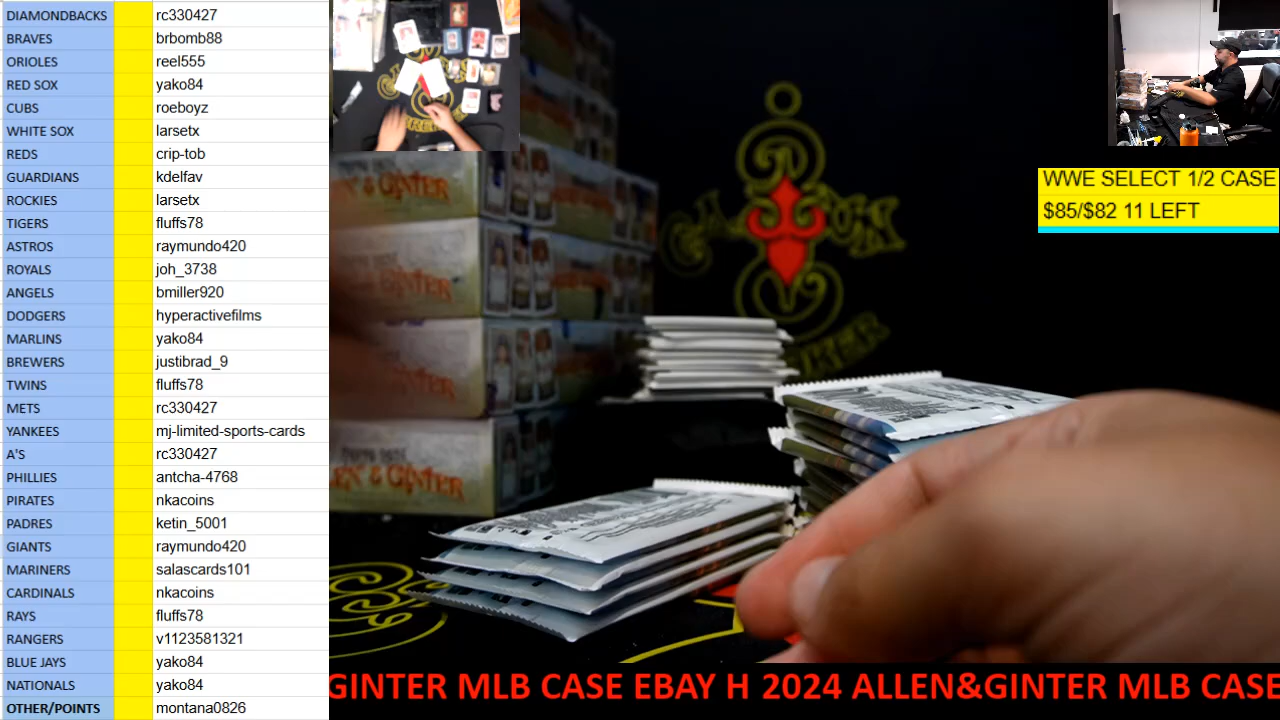 DIAMONDBACKS rc330427
BRAVES brbomb88
ORIOLES reel555
RED SOX yako84
CUBS roeboyz
WHITE SOX larsetx
REDS crip-tob
GUARDIANS kdelfav
ROCKIES larsetx
TIGERS fluffs78
ASTROS raymundo420
ROYALS joh_3738
ANGELS bmiller920
DODGERS hyperactivefilms
MARLINS yako84
BREWERS justibrad_9
TWINS fluffs78
METS rc330427
YANKEES mj-limited-sports-cards
A'S rc330427
PHILLIES antcha-4768
PIRATES nkacoins
PADRES ketin_5001
GIANTS raymundo420
MARINERS salascards101
CARDINALS nkacoins
RAYS fluffs78
RANGERS v1123581321
BLUE JAYS yako84
NATIONALS yako84
OTHER/POINTS montana0826
WWE SELECT 1/2 CASE
$85/$82 11 LEFT
& GINTER
& GINTER
& GINTER
& GINTER
GINTER MLB CASE EBAY H 2024 ALLEN&GINTER MLB CASE